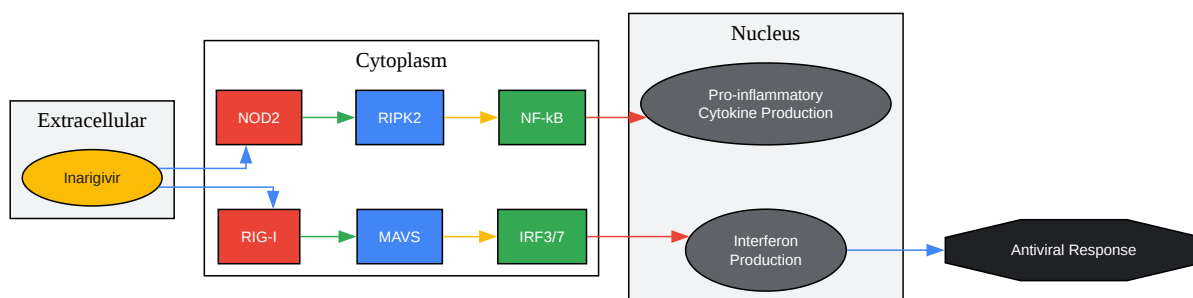 Extracellular
Inarigivir
Cytoplasm
NOD2
RIPK2
NF-kB
RIG-I
MAVS
IRF3/7
Nucleus
Pro-inflammatory
Cytokine Production
Interferon
Production
Antiviral Response